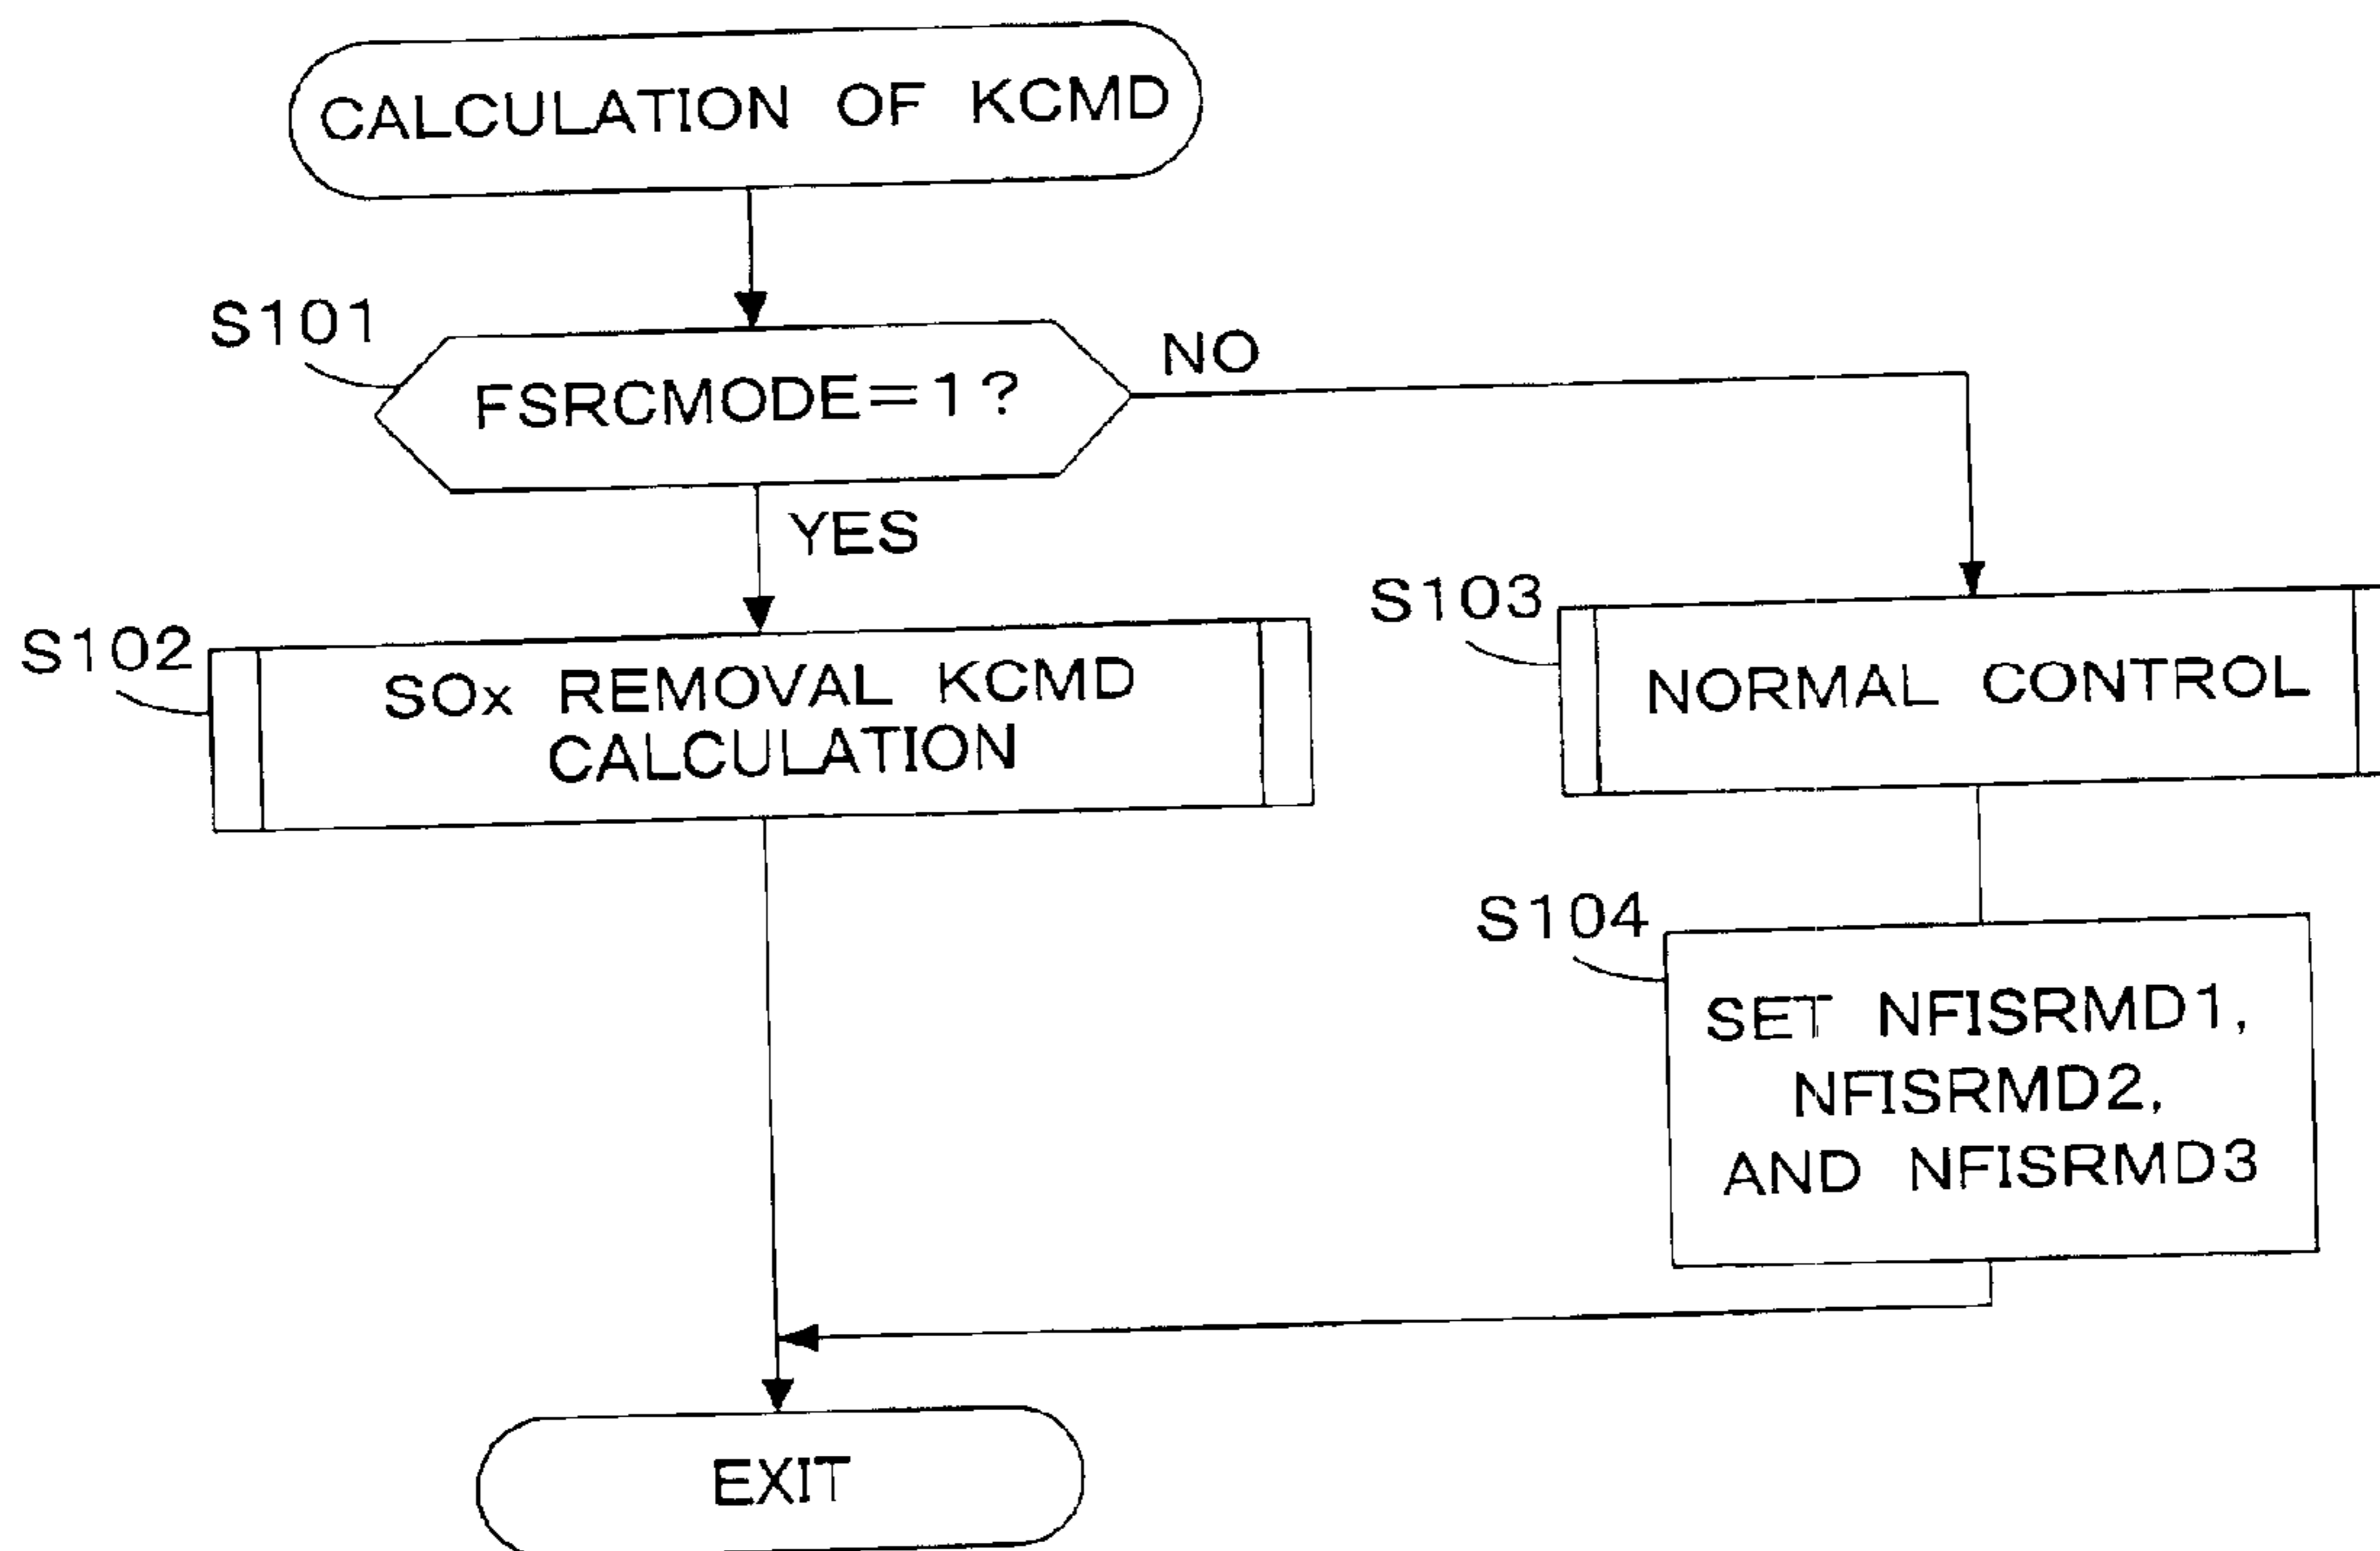 CALCULATION OF KCMD
S101
FSRCMODE=1?
NO
YES
S102
SOx REMOVAL KCMD
CALCULATION
S103
NORMAL CONTROL
S104
SET NFISRMD1,
NFISRMD2,
AND NFISRMD3
EXIT